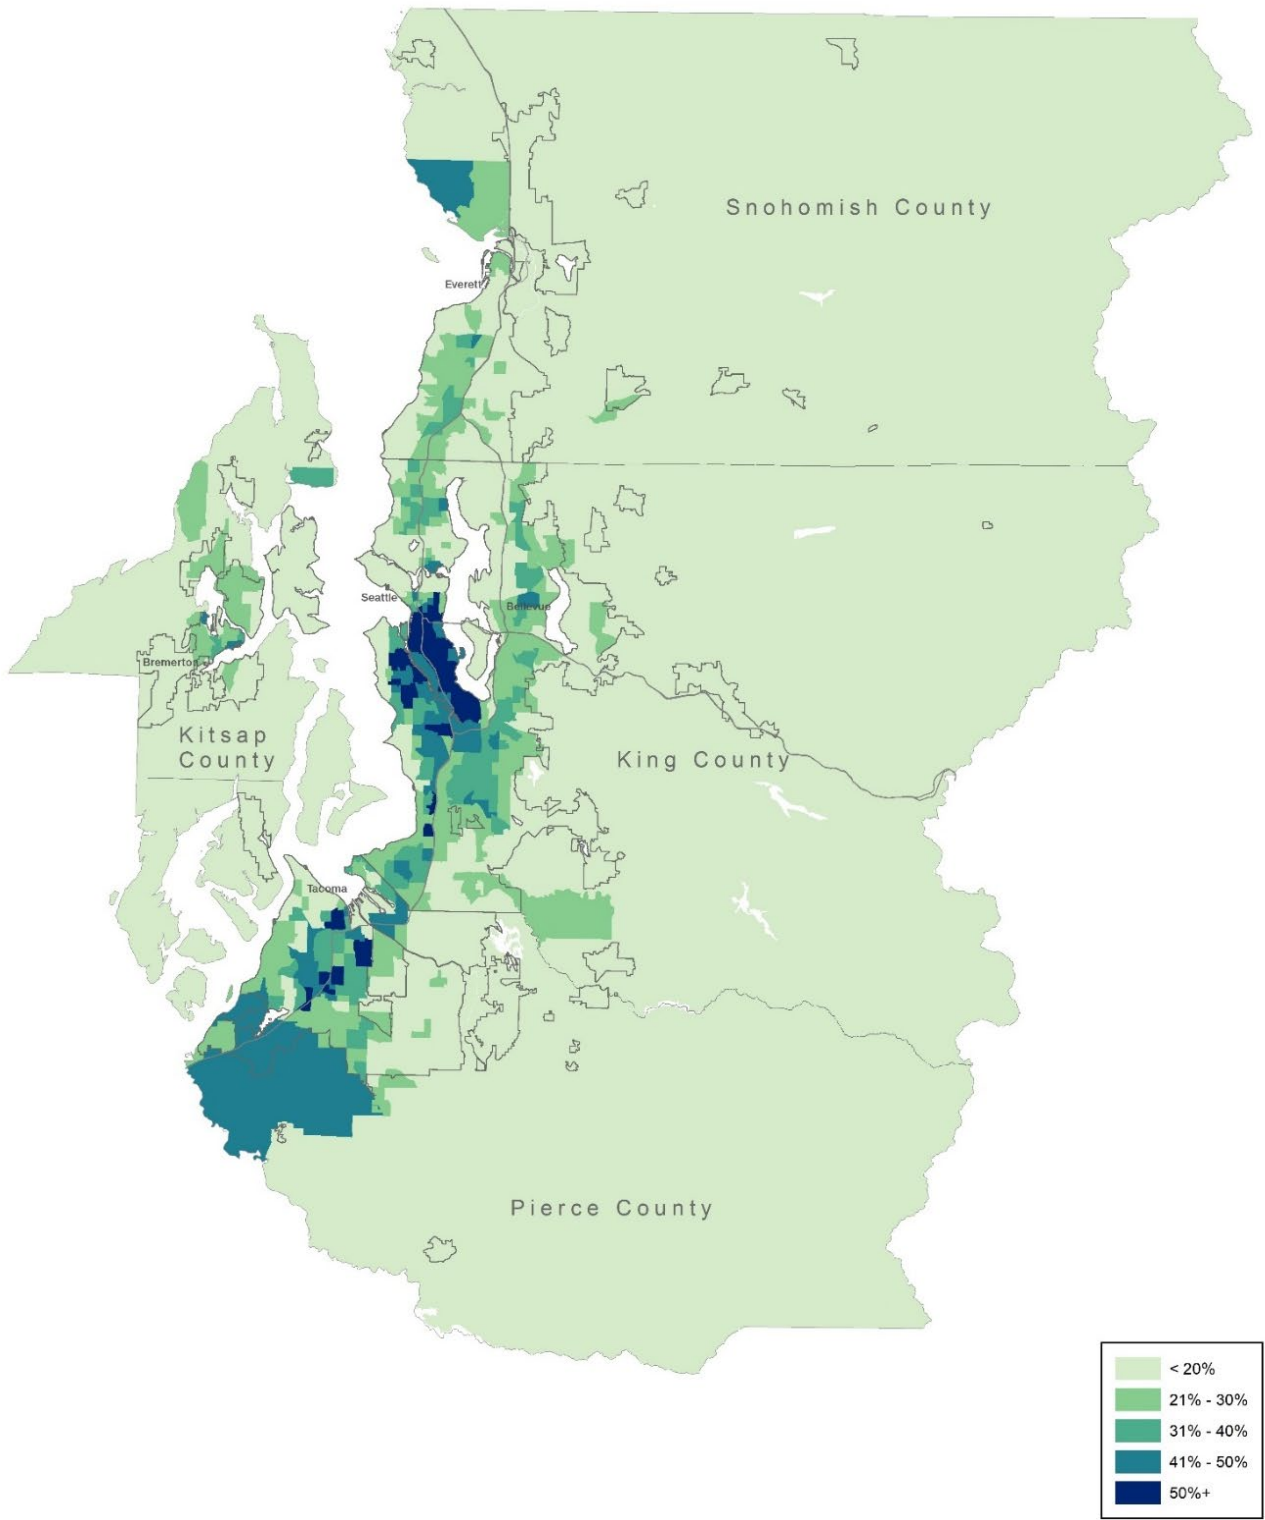 Snohomish County
Everett
Seattle
Bellevue
Bremerton
Kitsap
County
King County
Tacoma
Pierce County
< 20%
21% - 30%
31% - 40%
41% - 50%
50%+